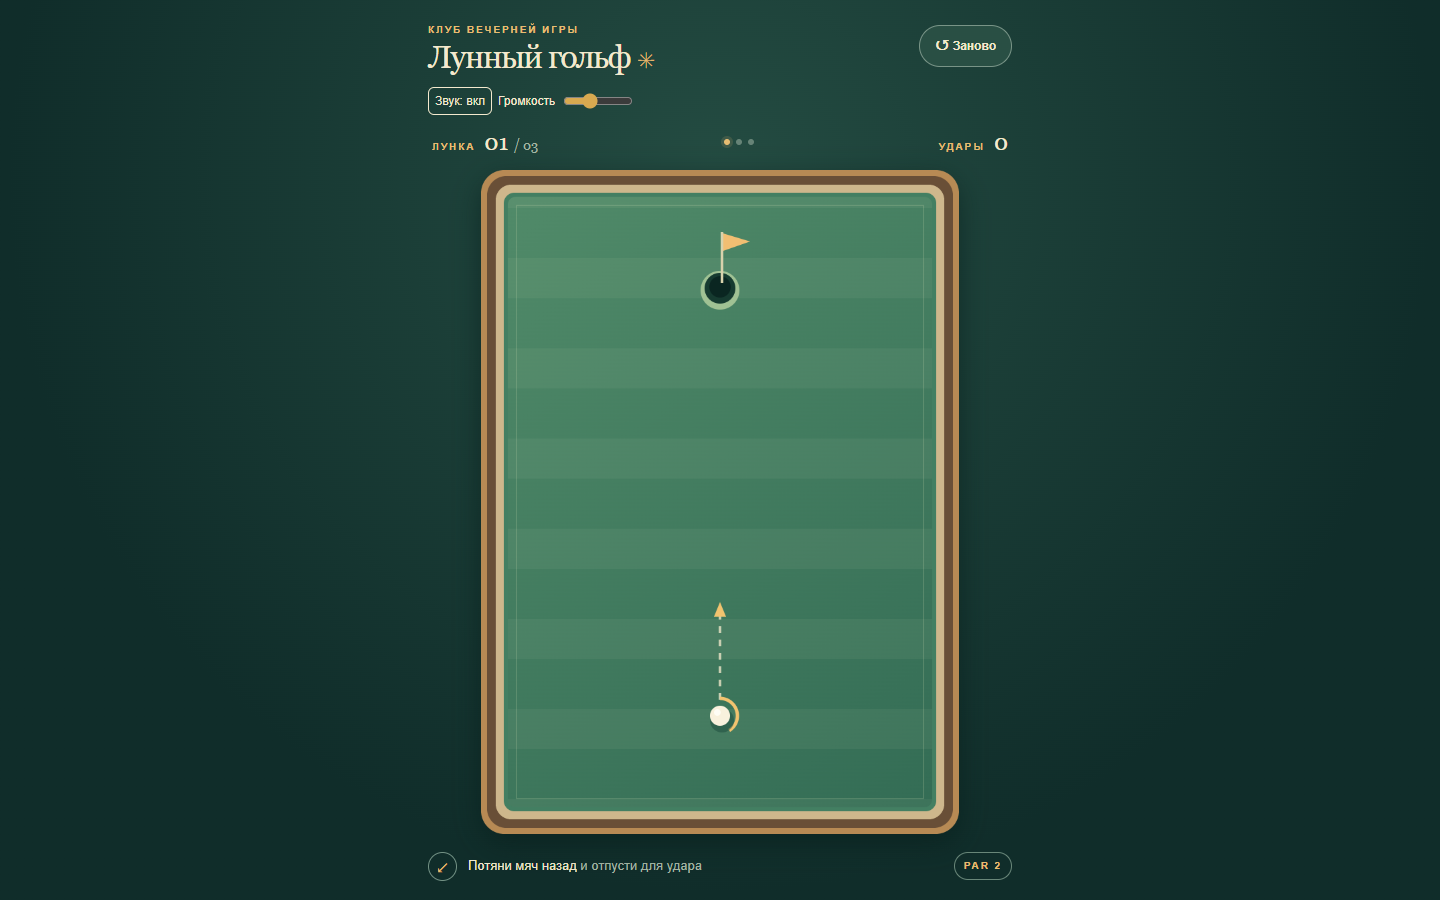 КЛУБ ВЕЧЕРНЕЙ ИГРЫ
Лунный гольф
↺ Заново
Звук: вкл Громкость
ЛУНКА 01 / 03
УДАРЫ 0
Потяни мяч назад и отпусти для удара
PAR 2